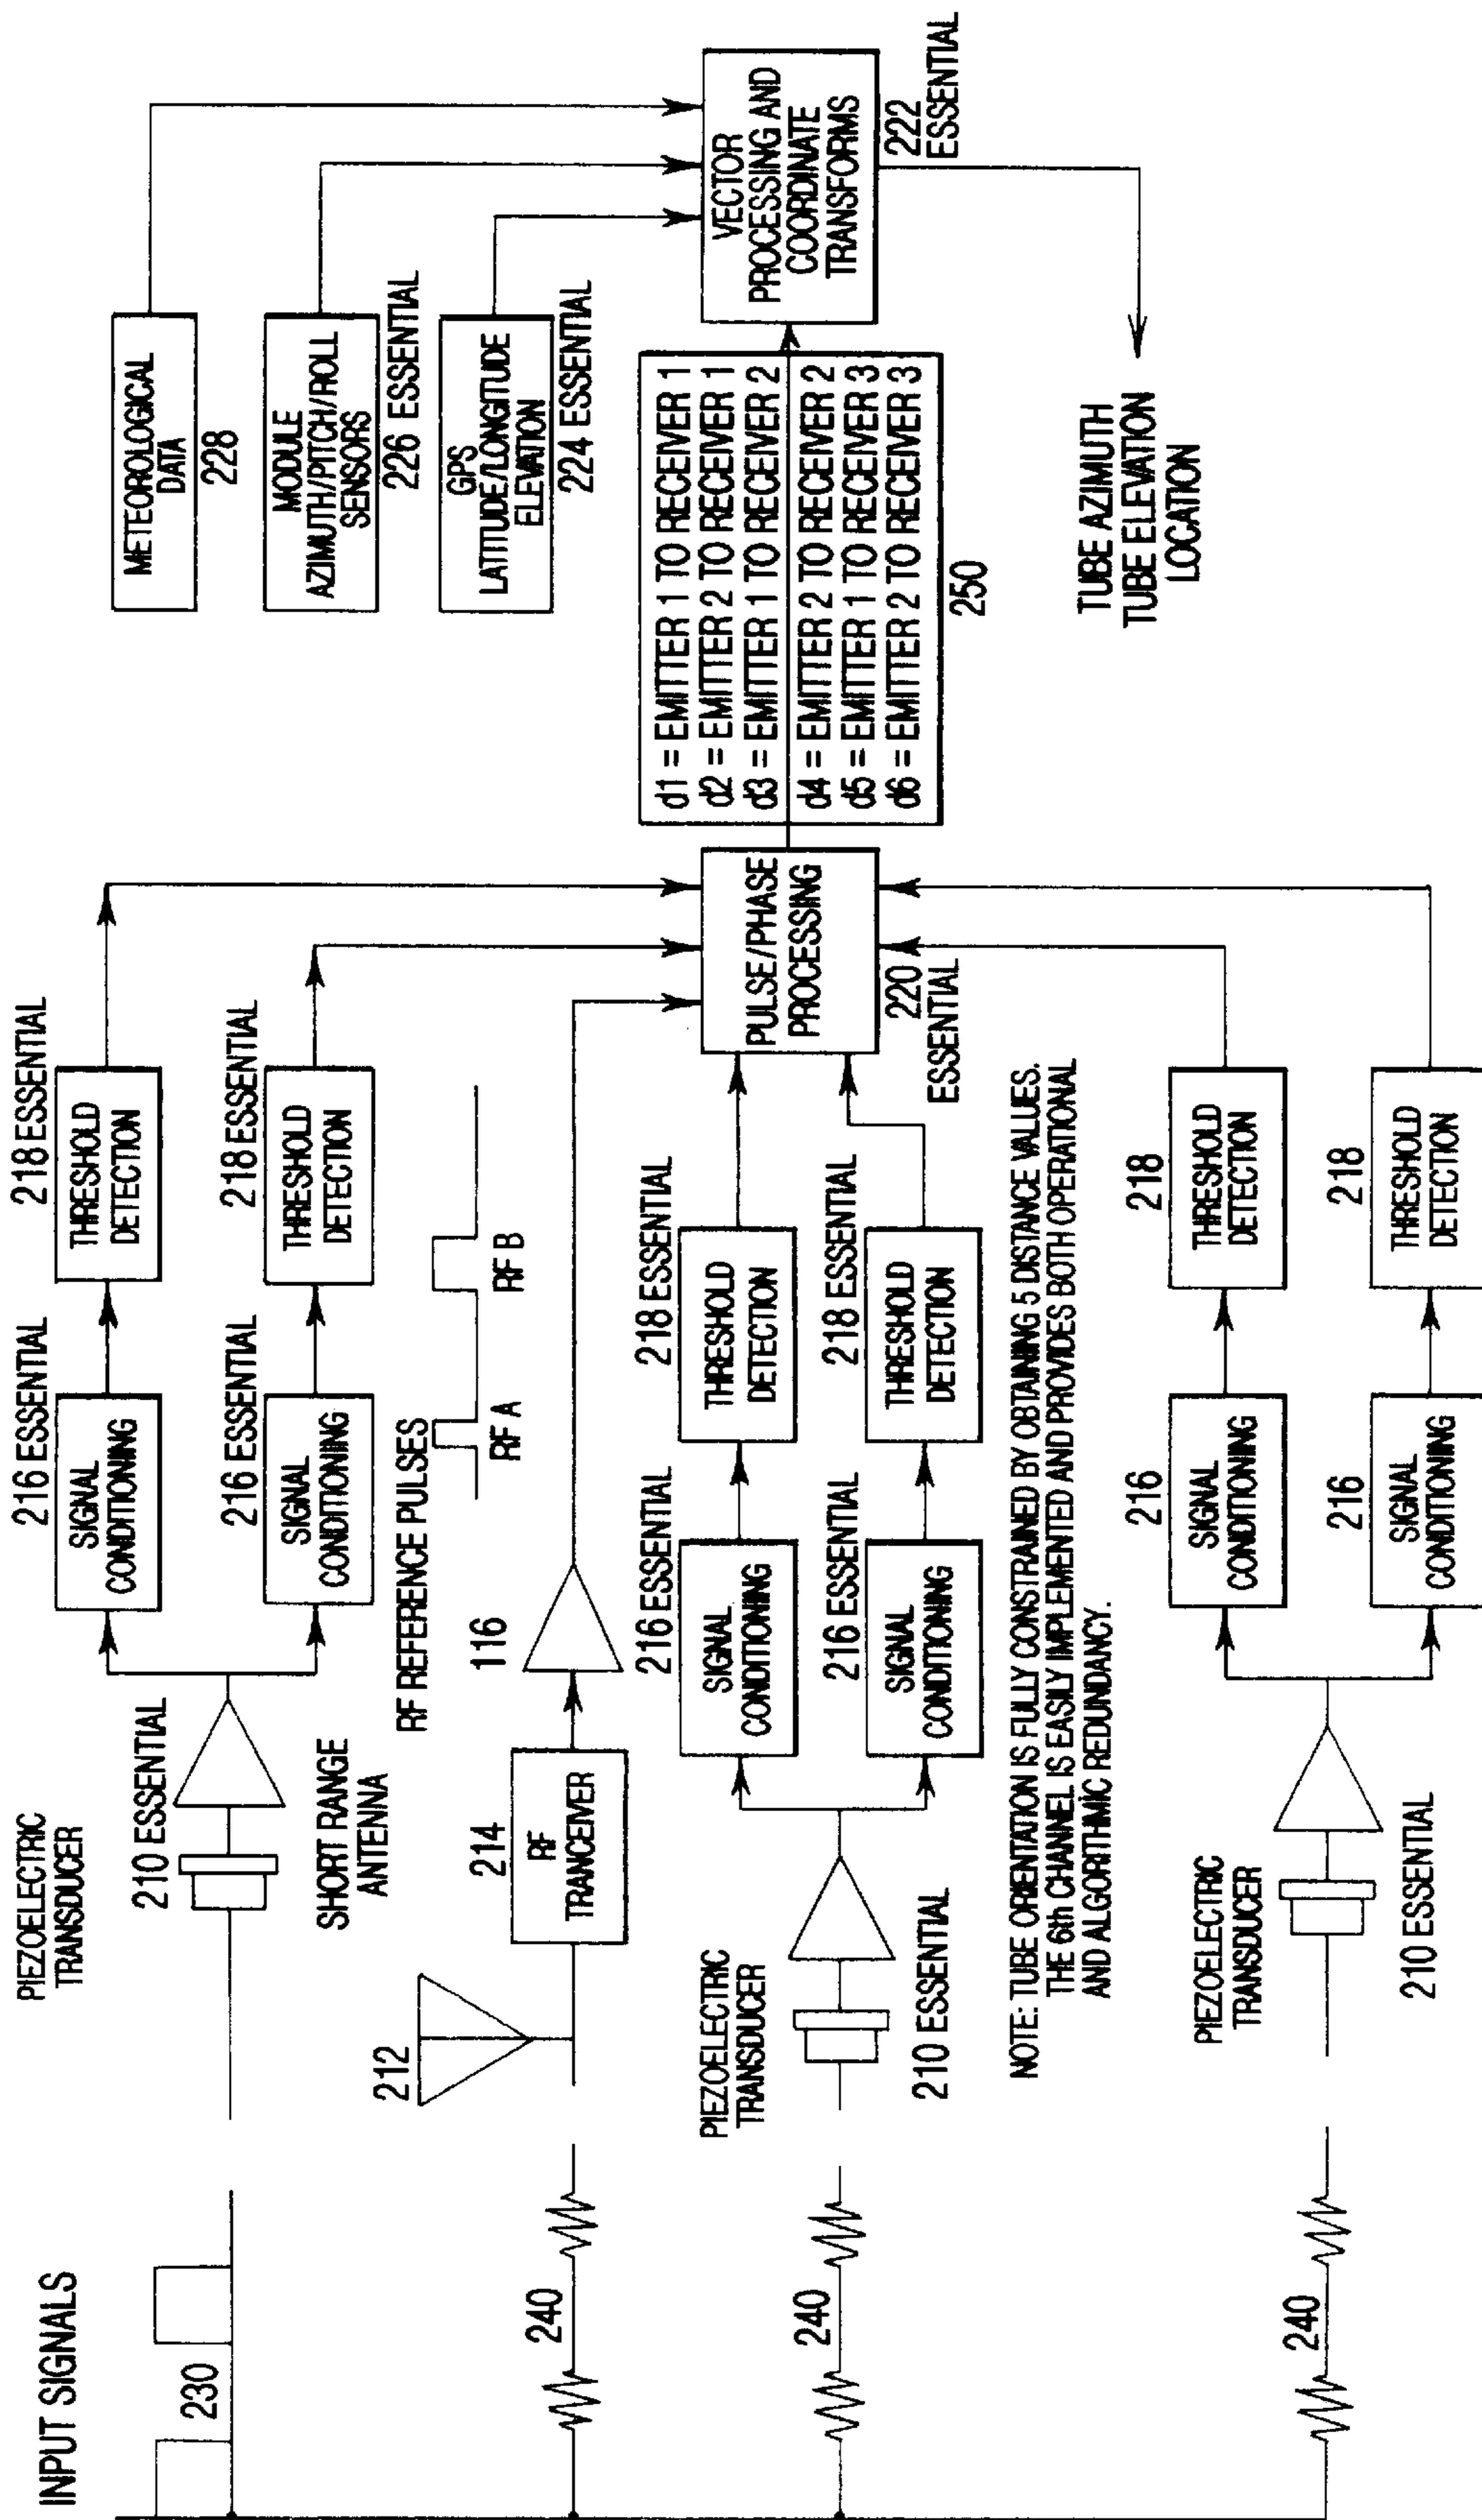 INPUT SIGNALS
230
PIEZOELECTRIC
TRANSDUCER
210 ESSENTIAL
216 ESSENTIAL
SIGNAL
CONDITIONING
218 ESSENTIAL
THRESHOLD
DETECTION
216 ESSENTIAL
SIGNAL
CONDITIONING
218 ESSENTIAL
THRESHOLD
DETECTION
SHORT RANGE
ANTENNA
212
214
RF
TRANCEIVER
116
RF REFERENCE PULSES
RF A
RF B
240
PIEZOELECTRIC
TRANSDUCER
210 ESSENTIAL
240
216 ESSENTIAL
SIGNAL
CONDITIONING
218 ESSENTIAL
THRESHOLD
DETECTION
216 ESSENTIAL
SIGNAL
CONDITIONING
218 ESSENTIAL
THRESHOLD
DETECTION
PULSE/PHASE
PROCESSING
220
ESSENTIAL
NOTE: TUBE ORIENTATION IS FULLY CONSTRAINED BY OBTAINING 5 DISTANCE VALUES.
THE 6th CHANNEL IS EASILY IMPLEMENTED AND PROVIDES BOTH OPERATIONAL
AND ALGORITHMIC REDUNDANCY.
PIEZOELECTRIC
TRANSDUCER
210 ESSENTIAL
240
216
SIGNAL
CONDITIONING
218
THRESHOLD
DETECTION
216
SIGNAL
CONDITIONING
218
THRESHOLD
DETECTION
METEOROLOGICAL
DATA
228
MODULE
AZIMUTH/PITCH/ROLL
SENSORS
226 ESSENTIAL
GPS
LATITUDE/LONGITUDE
ELEVATION
224 ESSENTIAL
d1 = EMITTER 1 TO RECEIVER 1
d2 = EMITTER 2 TO RECEIVER 1
d3 = EMITTER 1 TO RECEIVER 2
d4 = EMITTER 2 TO RECEIVER 2
d5 = EMITTER 1 TO RECEIVER 3
d6 = EMITTER 2 TO RECEIVER 3
250
VECTOR
PROCESSING AND
COORDINATE
TRANSFORMS
222
ESSENTIAL
TUBE AZIMUTH
TUBE ELEVATION
LOCATION